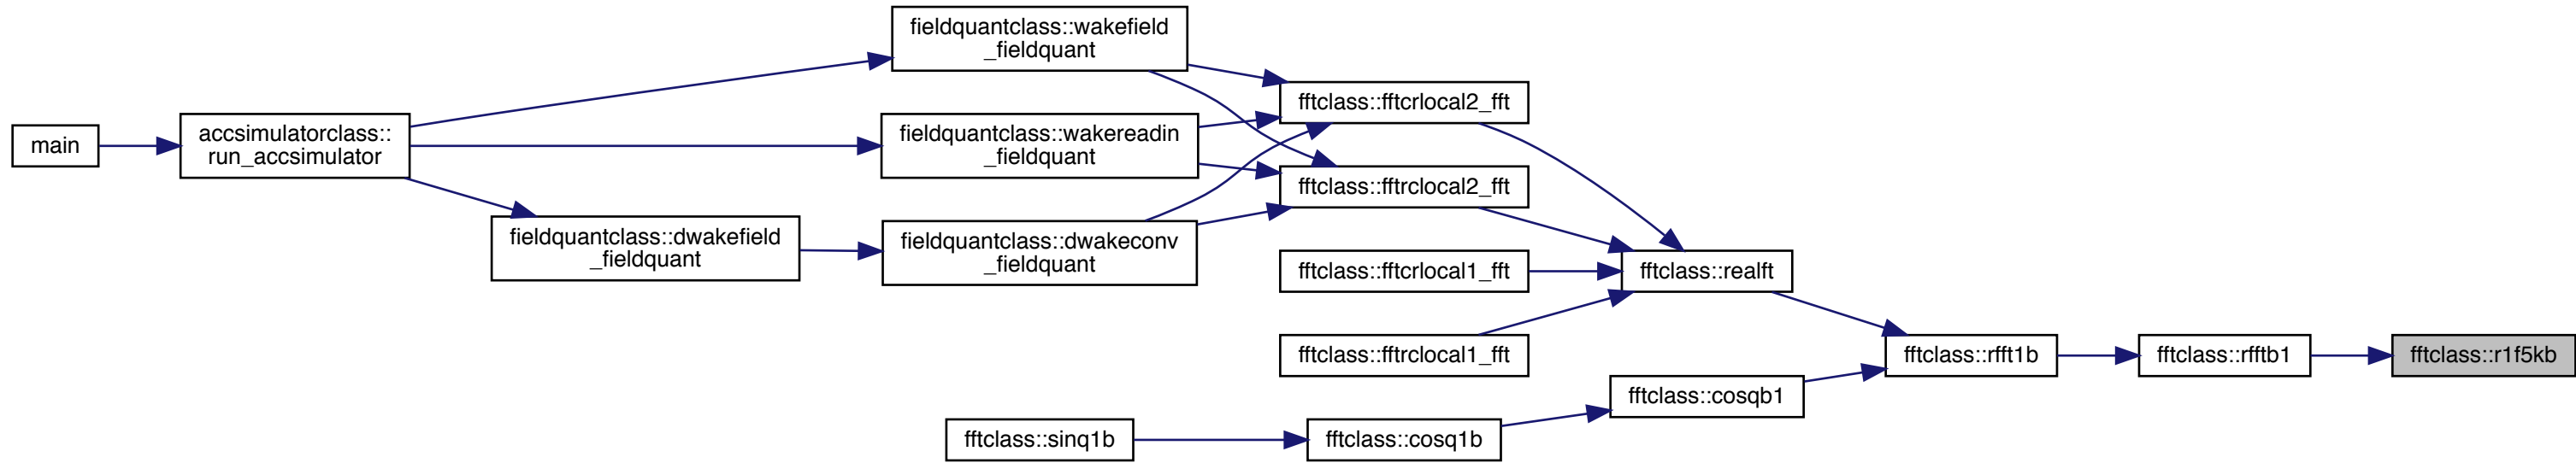 fieldquantclass::wakefield
_fieldquant
fftclass::fftcrlocal2_fft
main
accsimulatorclass::
run_accsimulator
fieldquantclass::wakereadin
_fieldquant
fftclass::fftrclocal2_fft
fieldquantclass::dwakefield
_fieldquant
fieldquantclass::dwakeconv
_fieldquant
fftclass::fftcrlocal1_fft
fftclass::realft
fftclass::fftrclocal1_fft
fftclass::rfft1b
fftclass::rfftb1
fftclass::r1f5kb
fftclass::cosqb1
fftclass::sinq1b
fftclass::cosq1b